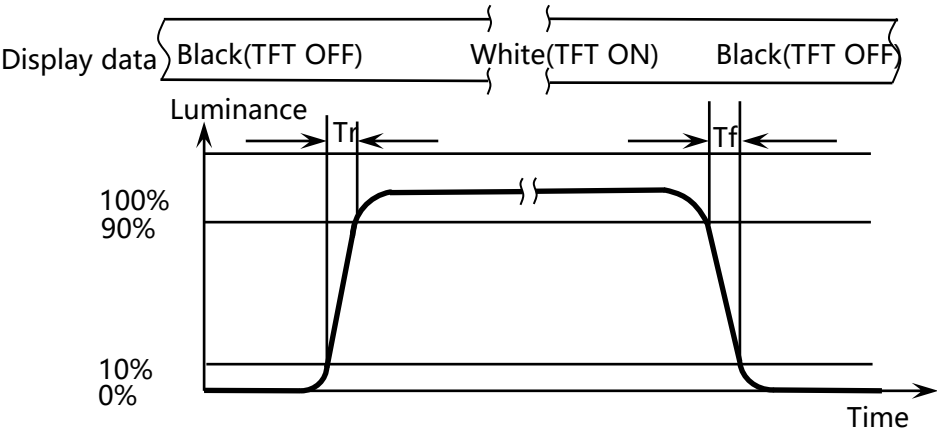 Display data Black(TFT OFF) White(TFT ON) Black(TFT OFF)
Luminance
Tr Tf
100%
90%
10%
0%
Time